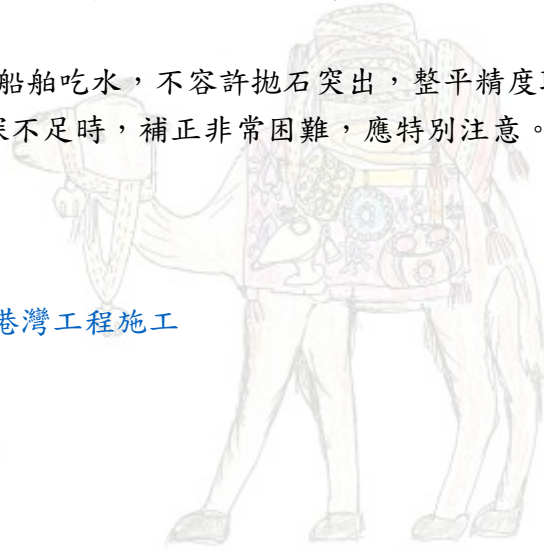 船舶吃水，不容許拋石突出，整平精度
不足時，補正非常困難，應特別注意。
港灣工程施工